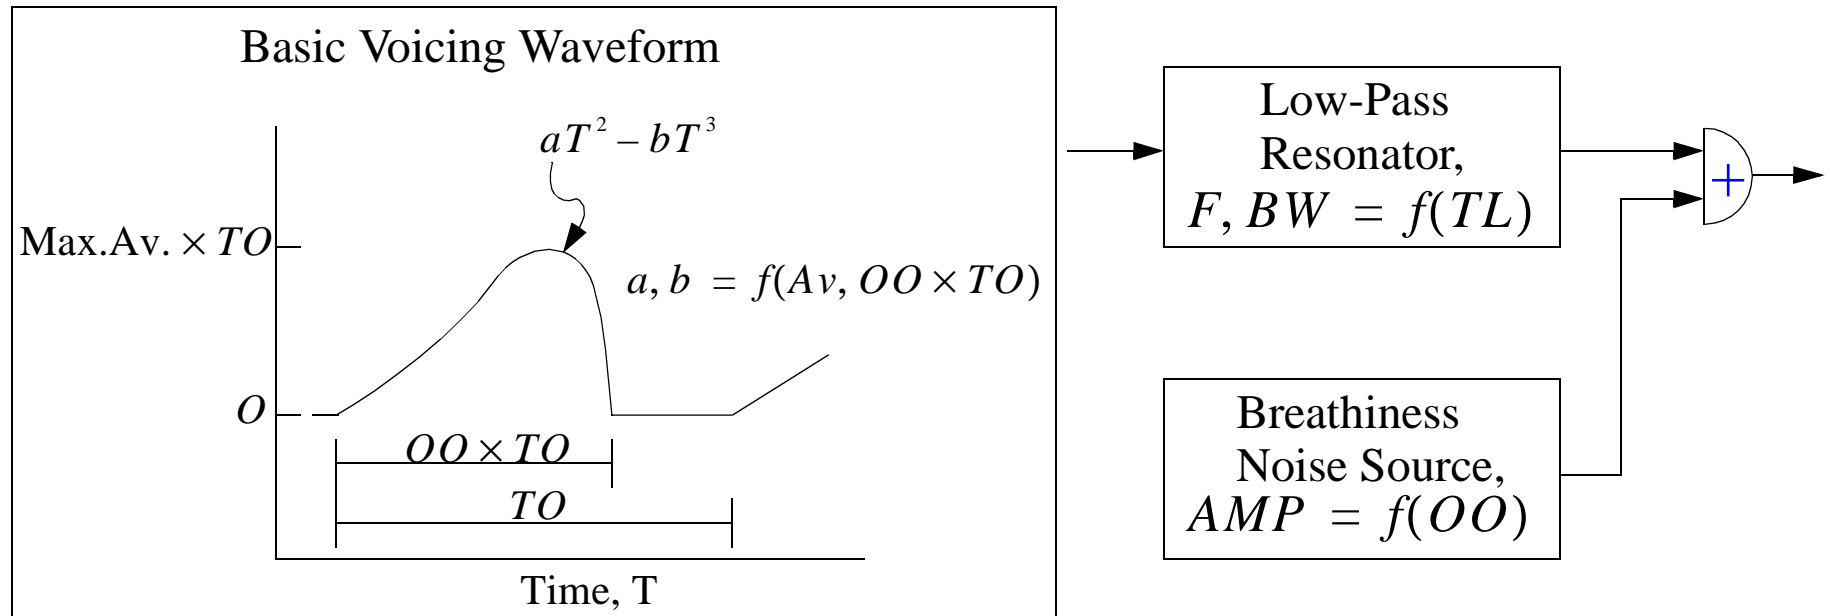 Basic Voicing Waveform
aT² – bT³
Max.Av. × TO
a, b = f(Av, OO × TO)
O
OO × TO
TO
Time, T
Low-Pass
Resonator,
F, BW = f(TL)
+
Breathiness
Noise Source,
AMP = f(OO)